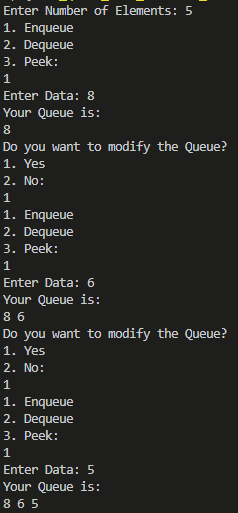 Enter Number of Elements: 5
1. Enqueue
2. Dequeue
3. Peek:
1
Enter Data: 8
Your Queue is:
8
Do you want to modify the Queue?
1. Yes
2. No:
1
1. Enqueue
2. Dequeue
3. Peek:
1
Enter Data: 6
Your Queue is:
8 6
Do you want to modify the Queue?
1. Yes
2. No:
1
1. Enqueue
2. Dequeue
3. Peek:
1
Enter Data: 5
Your Queue is:
8 6 5